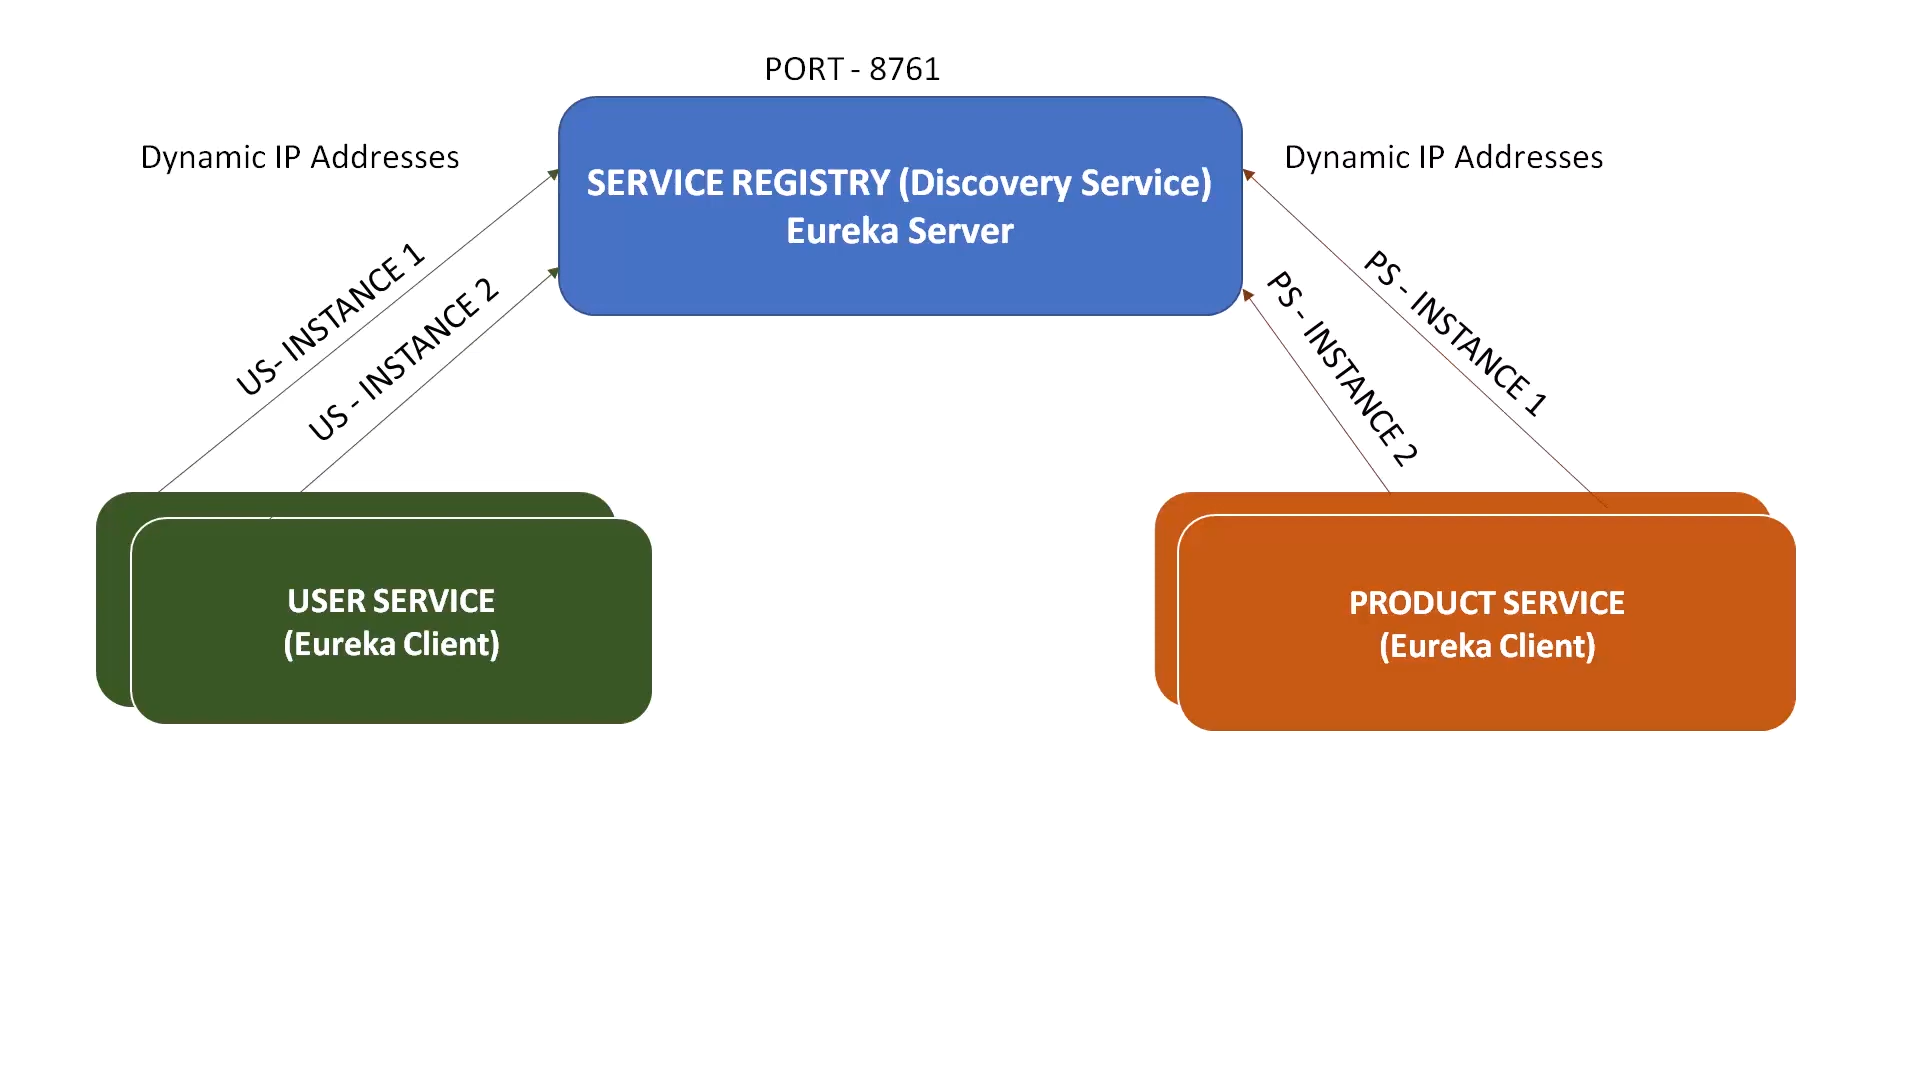 PORT - 8761
Dynamic IP Addresses
SERVICE REGISTRY (Discovery Service)
Eureka Server
Dynamic IP Addresses
US- INSTANCE 1
US - INSTANCE 2
PS - INSTANCE 2
PS - INSTANCE 1
USER SERVICE
(Eureka Client)
PRODUCT SERVICE
(Eureka Client)